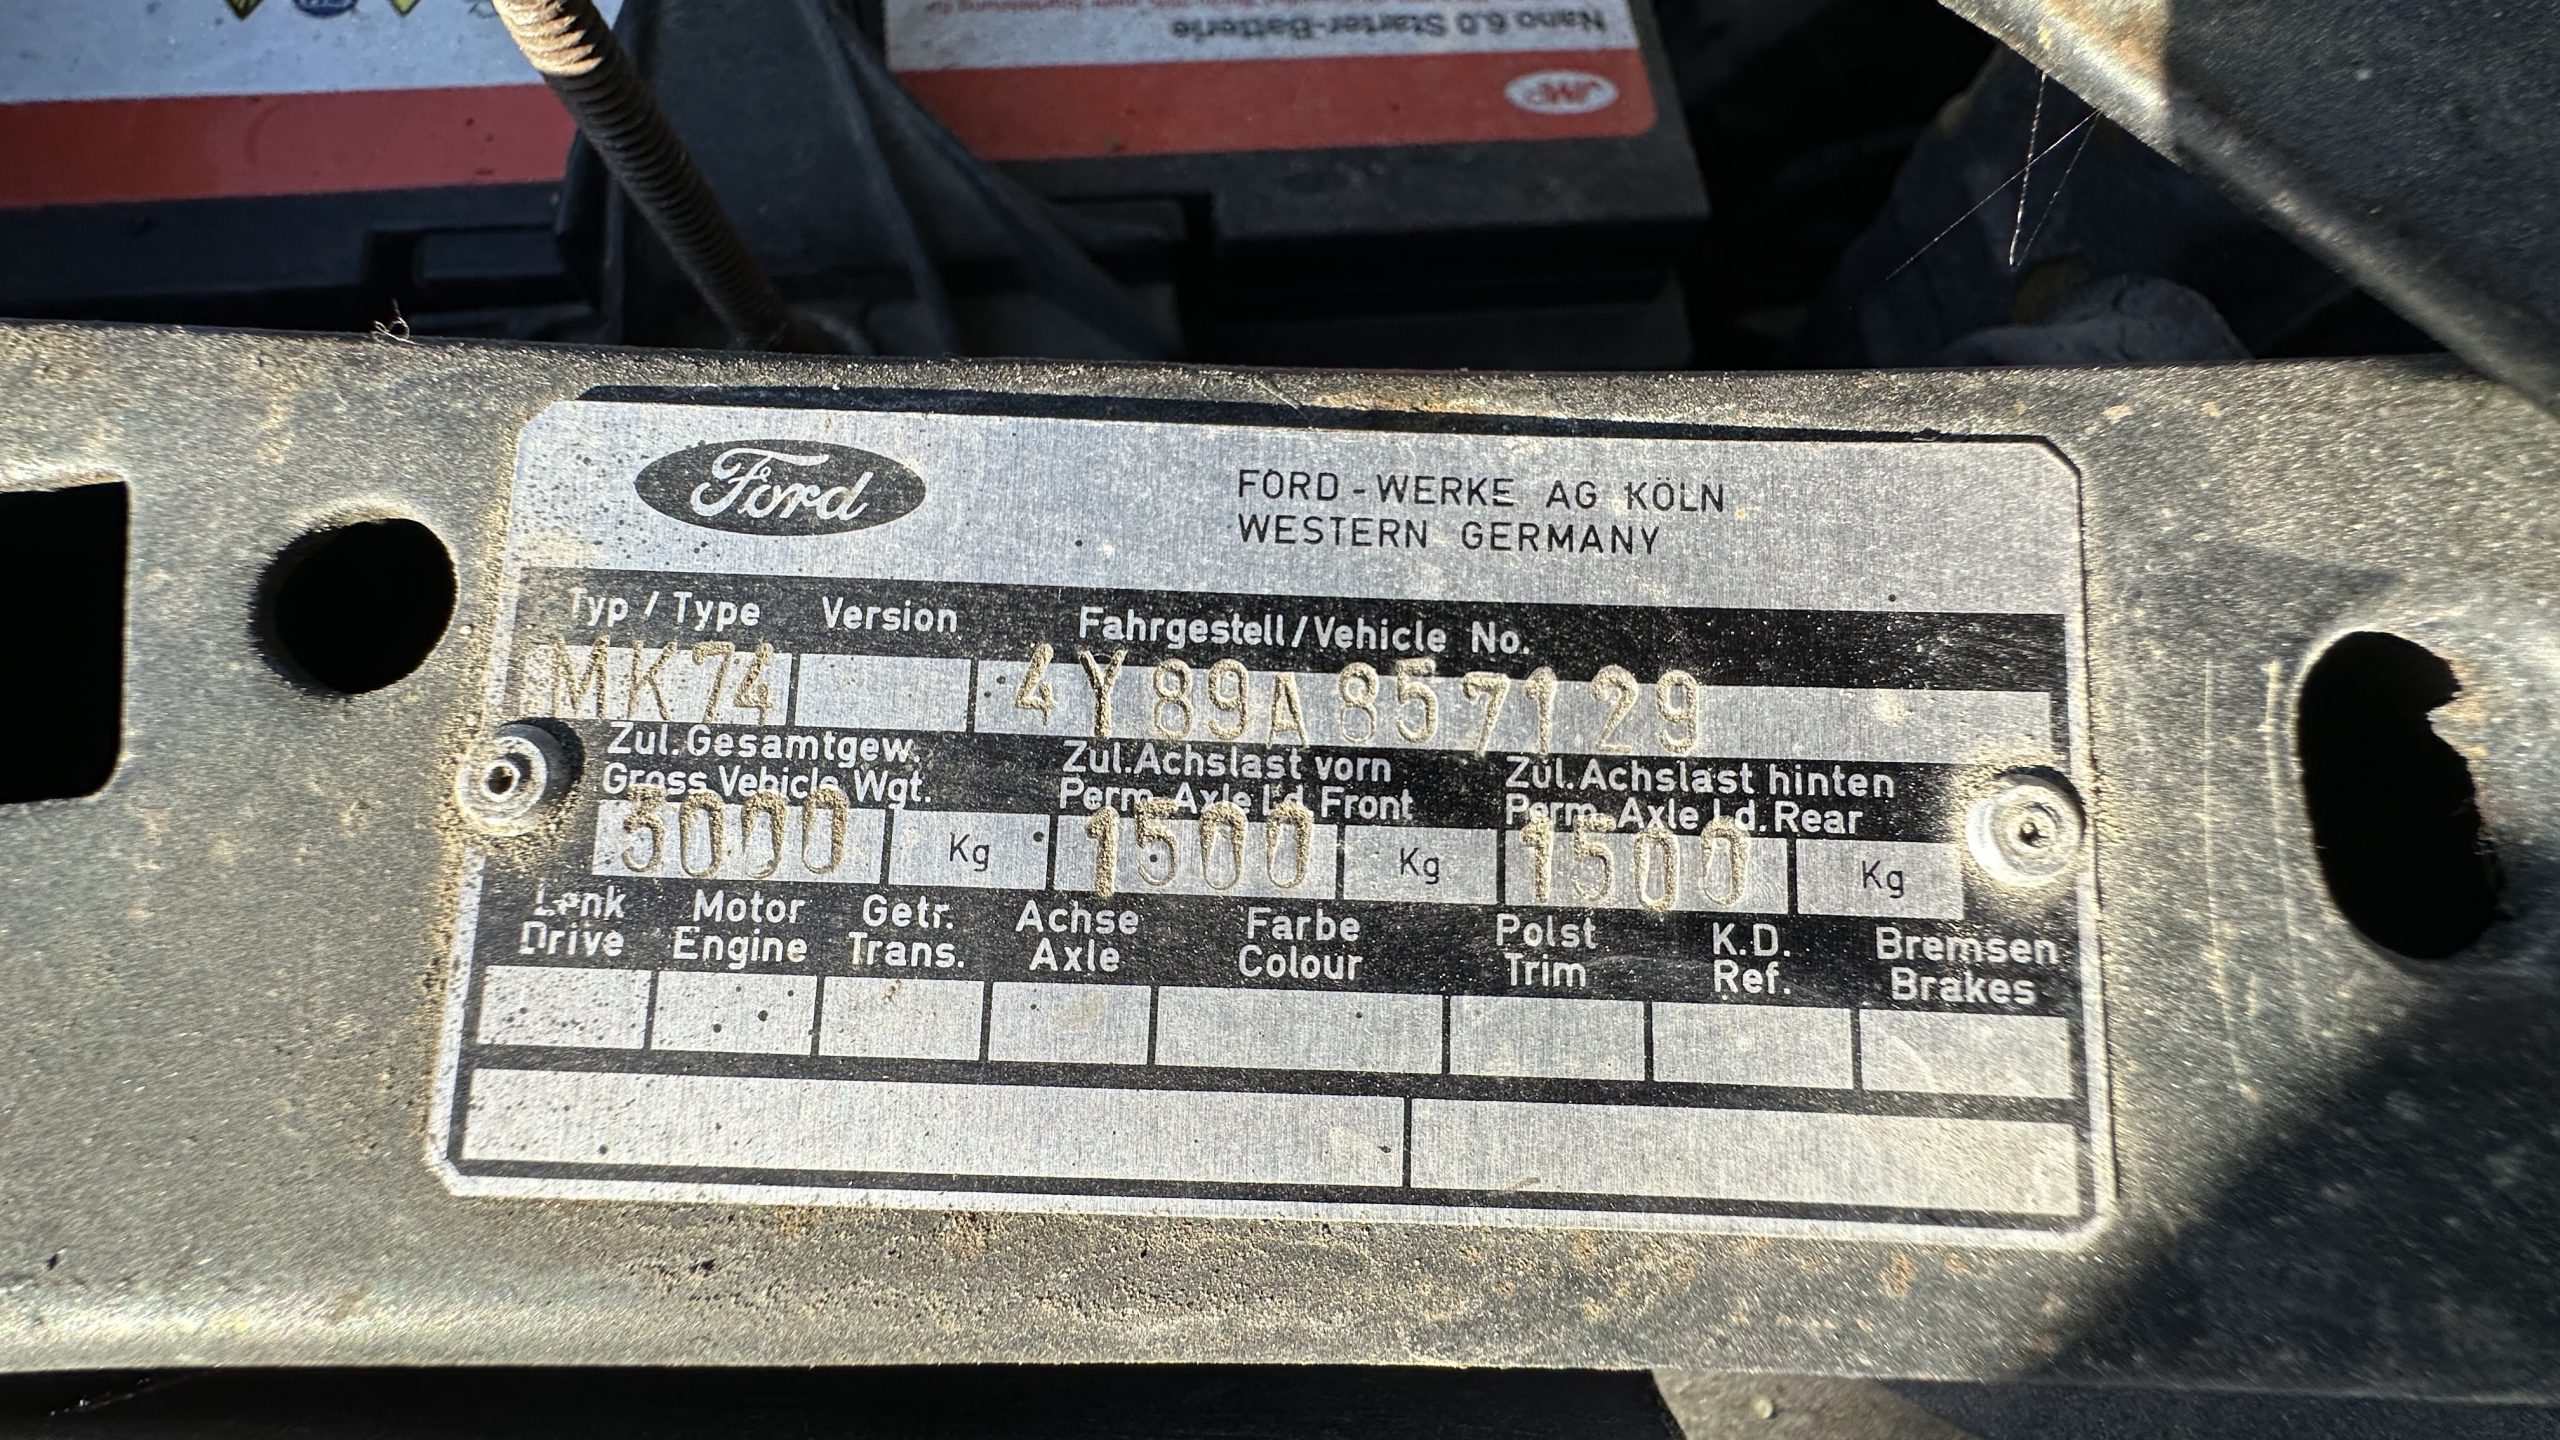 Nano 6.0 Starter-Batterie
JMP
Ford
FORD-WERKE AG KÖLN
WESTERN GERMANY
Typ / Type Version Fahrgestell/Vehicle No.
MK74 4Y89A857129
Zul.Gesamtgew. Zul.Achslast vorn Zul.Achslast hinten
Gross Vehicle Wgt. Perm. Axle Ld. Front Perm. Axle Ld. Rear
3000 Kg 1500 Kg 1500 Kg
Lenk Motor Getr. Achse Farbe Polst K.D. Bremsen
Drive Engine Trans. Axle Colour Trim Ref. Brakes